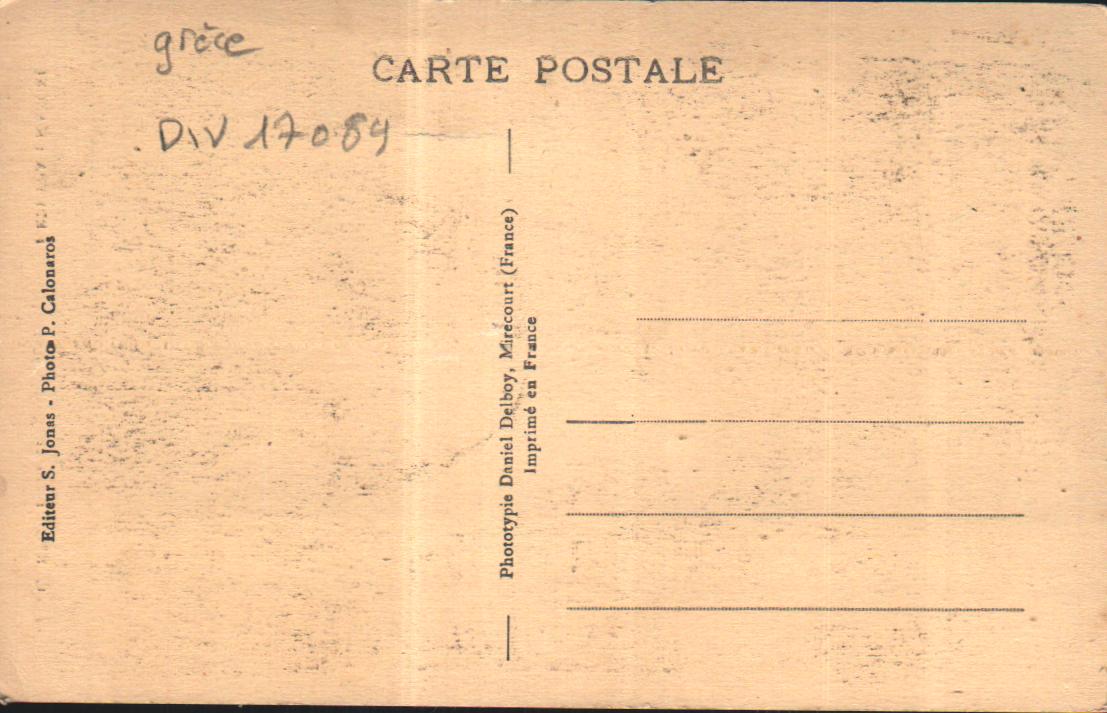 grèce
CARTE POSTALE
DIV 17089
Editeur S. Jonas - Photo P. Calonaros
Phototypie Daniel Delboy, Mirecourt (France)
Imprimé en France